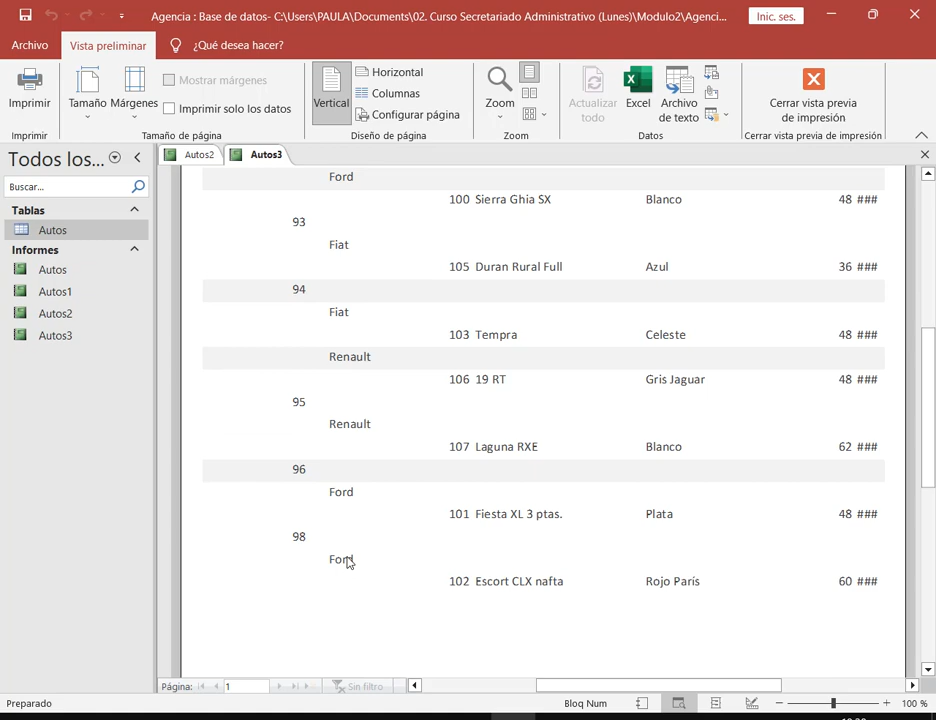 Agencia : Base de datos- C:\Users\PAULA\Documents\02. Curso Secretariado Administrativo (Lunes)\Modulo2\Agenci...
Inic. ses.
Archivo
Vista preliminar
¿Qué desea hacer?
Imprimir
Tamaño
Márgenes
Mostrar márgenes
Imprimir solo los datos
Vertical
Horizontal
Columnas
Configurar página
Zoom
Actualizar todo
Excel
Archivo de texto
Cerrar vista previa de impresión
Imprimir
Tamaño de página
Diseño de página
Zoom
Datos
Cerrar vista previa de impresión
Todos los...
Buscar...
Tablas
Autos
Informes
Autos
Autos1
Autos2
Autos3
Autos2
Autos3
Ford
100 Sierra Ghia SX Blanco 48 ###
93
Fiat
105 Duran Rural Full Azul 36 ###
94
Fiat
103 Tempra Celeste 48 ###
Renault
106 19 RT Gris Jaguar 48 ###
95
Renault
107 Laguna RXE Blanco 62 ###
96
Ford
101 Fiesta XL 3 ptas. Plata 48 ###
98
Ford
102 Escort CLX nafta Rojo París 60 ###
Página: 1
Sin filtro
Preparado
Bloq Num
100 %